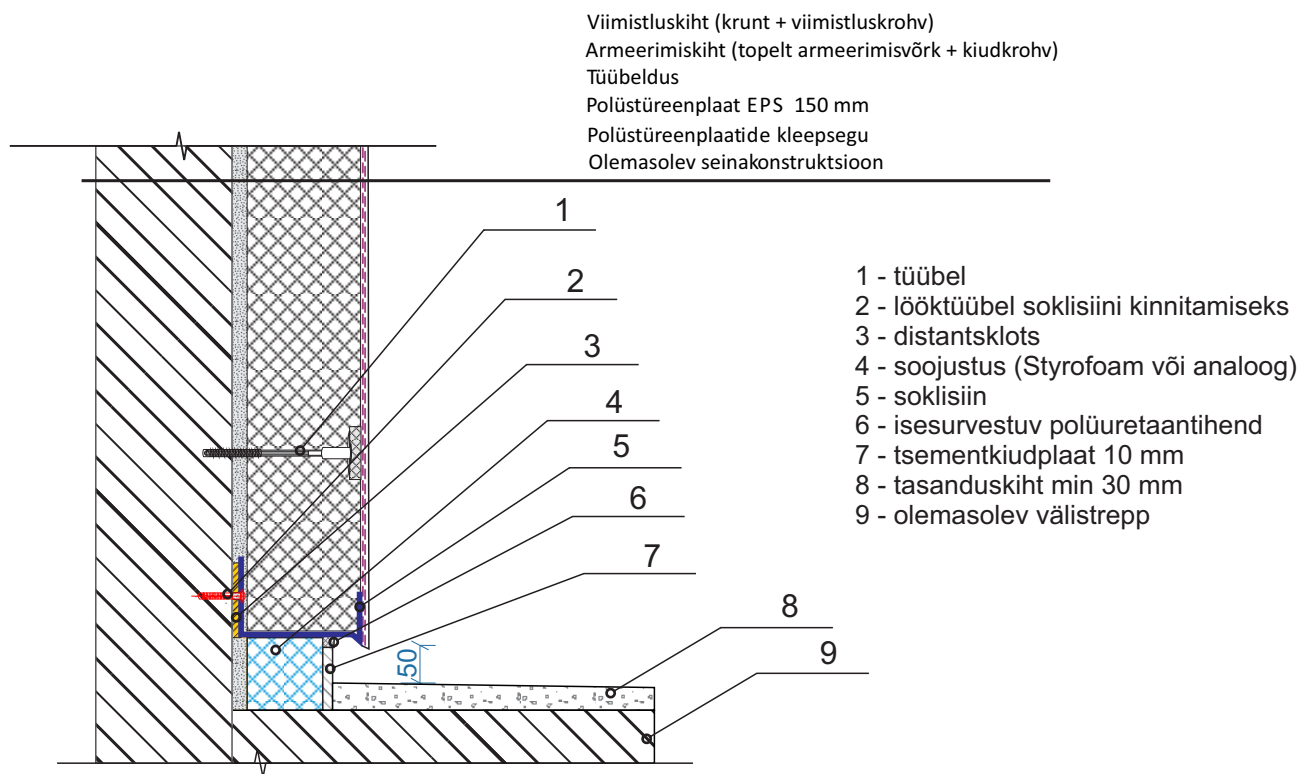 Viimistluskiht (krunt + viimistluskrohv)
Armeerimiskiht (topelt armeerimisvõrk + kiudkrohv)
Tüübeldus
Polüstüreenplaat EPS 150 mm
Polüstüreenplaatide kleepsegu
Olemasolev seinakonstruktsioon
1
2
3
4
5
6
7
8
9
50
1 - tüübel
2 - lööktüübel soklisiini kinnitamiseks
3 - distantsklots
4 - soojustus (Styrofoam või analoog)
5 - soklisiin
6 - isesurvestuv polüuretaantihend
7 - tsementkiudplaat 10 mm
8 - tasanduskiht min 30 mm
9 - olemasolev välistrepp